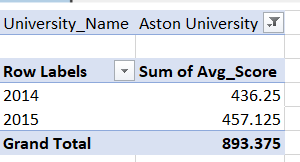 University_Name Aston University
Row Labels Sum of Avg_Score
2014 436.25
2015 457.125
Grand Total 893.375